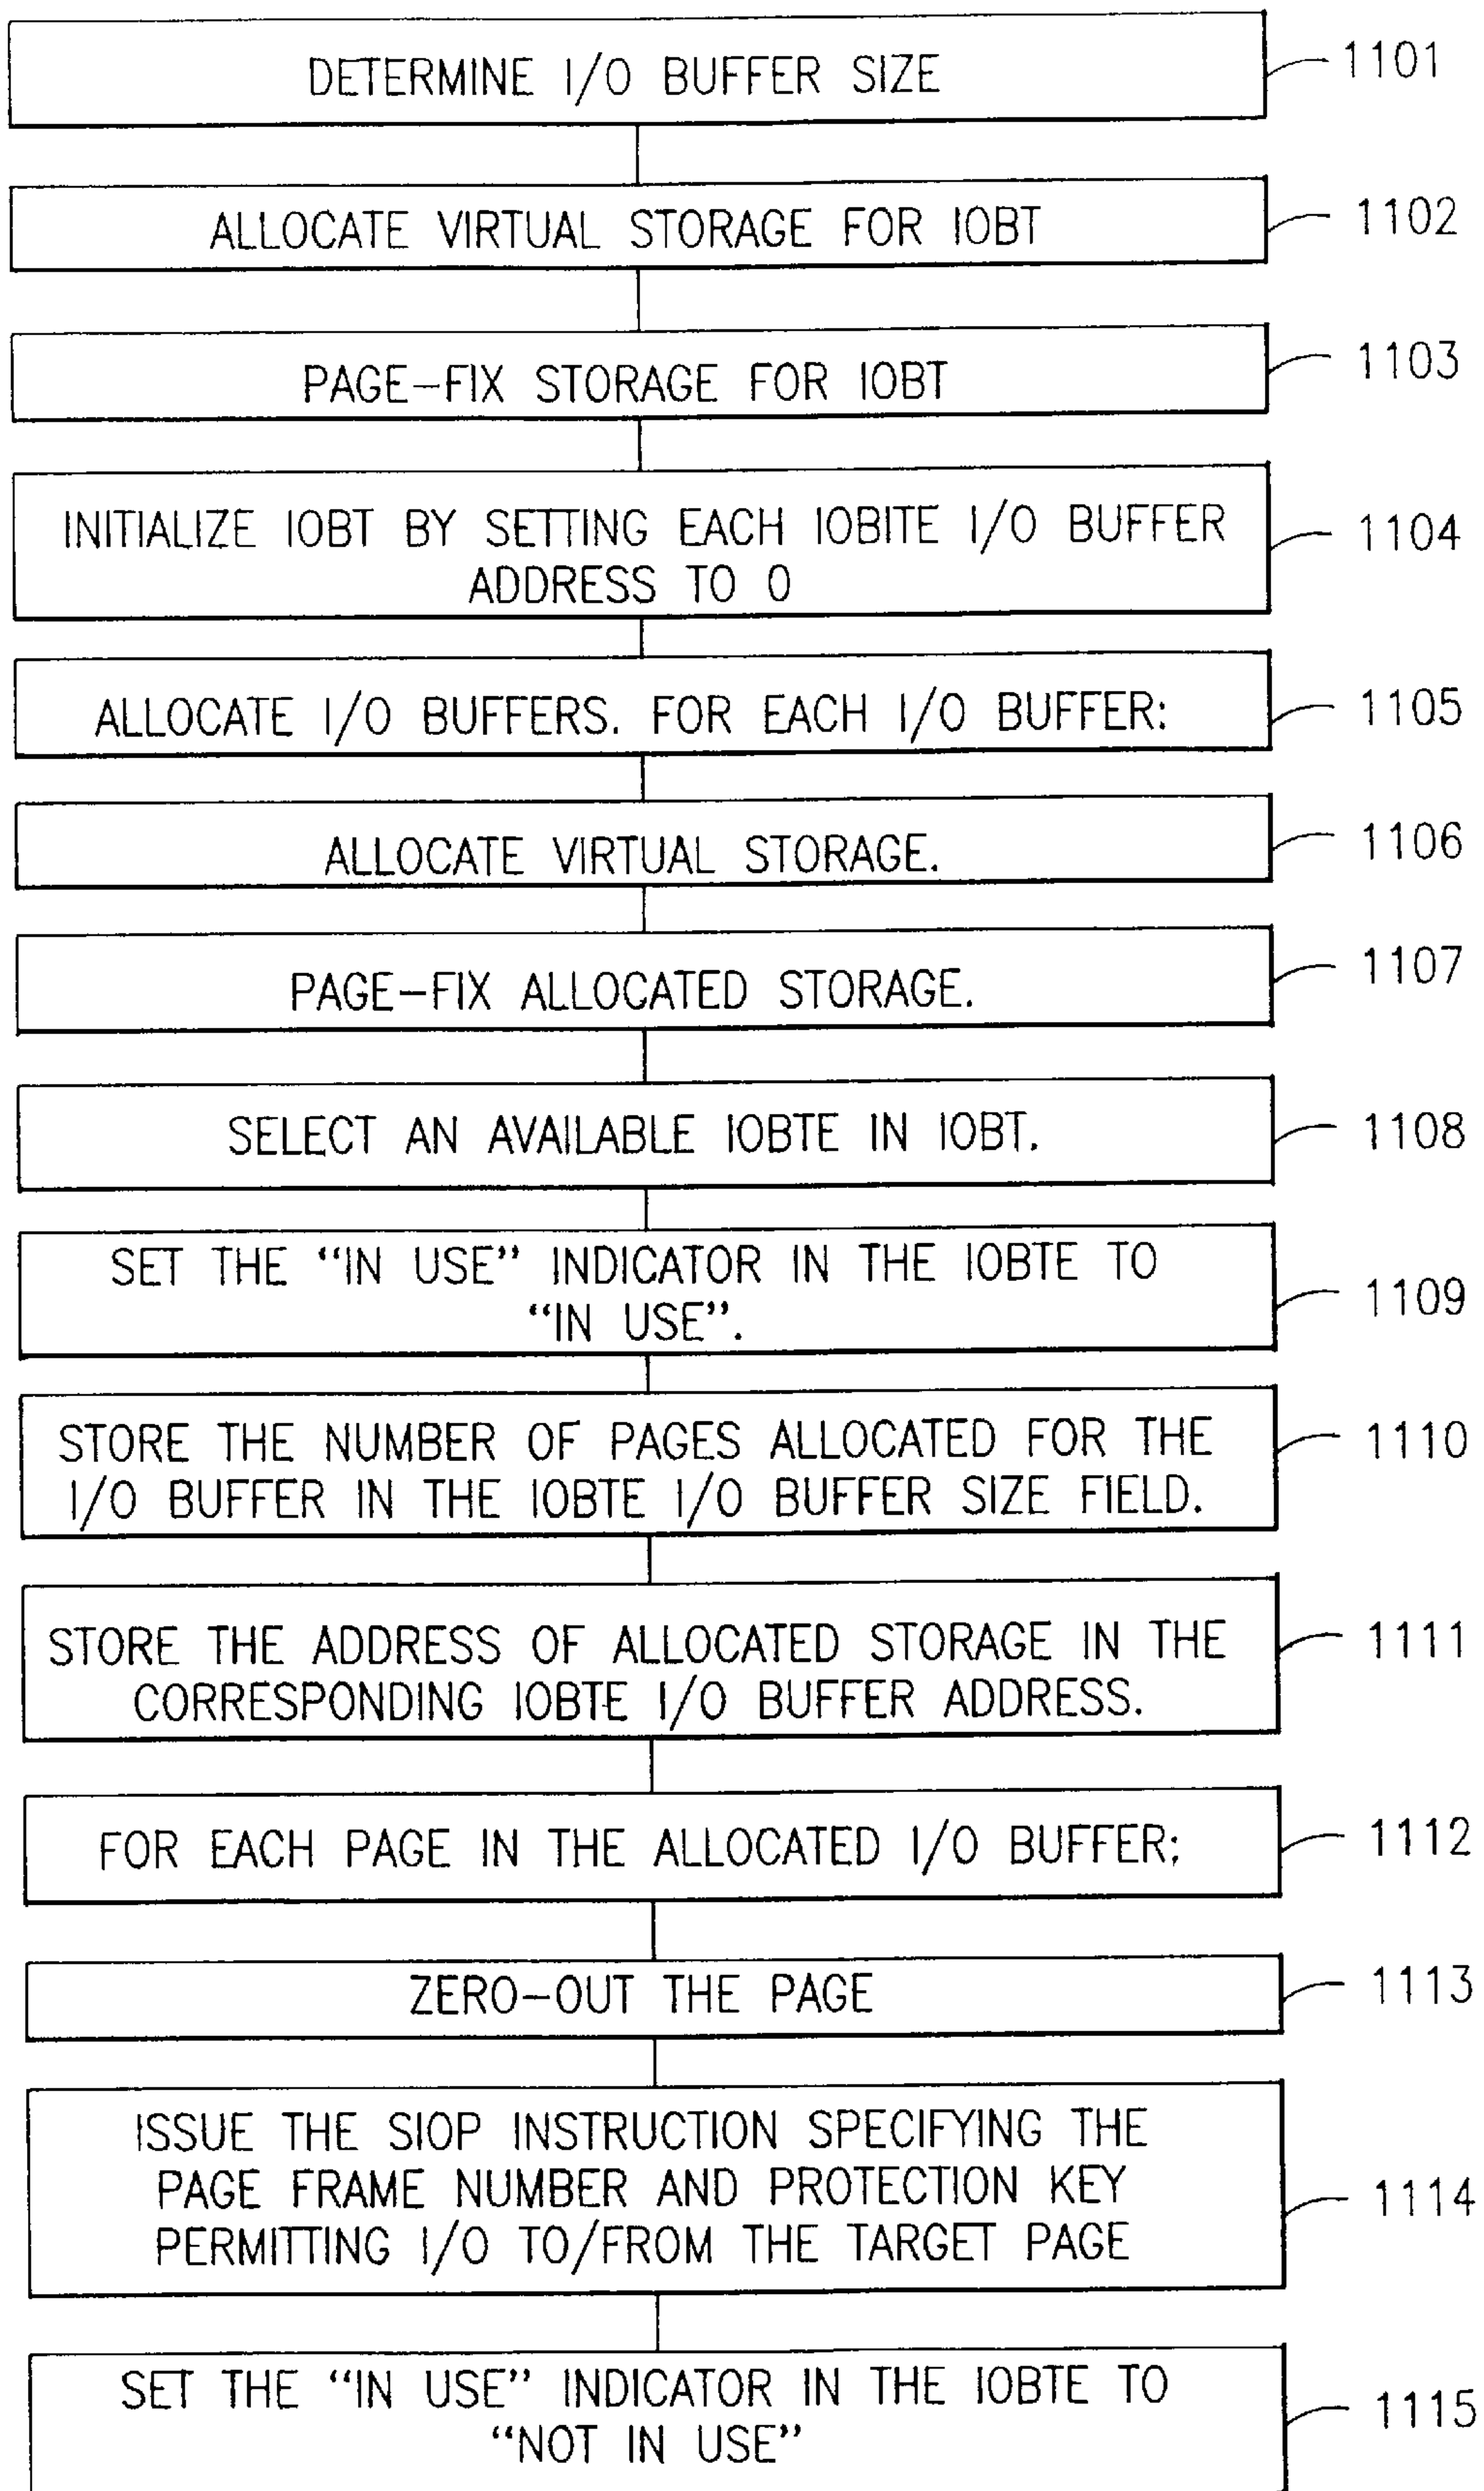 DETERMINE I/O BUFFER SIZE
1101
ALLOCATE VIRTUAL STORAGE FOR IOBT
1102
PAGE-FIX STORAGE FOR IOBT
1103
INITIALIZE IOBT BY SETTING EACH IOBITE I/O BUFFER
ADDRESS TO 0
1104
ALLOCATE I/O BUFFERS. FOR EACH I/O BUFFER:
1105
ALLOCATE VIRTUAL STORAGE.
1106
PAGE-FIX ALLOCATED STORAGE.
1107
SELECT AN AVAILABLE IOBTE IN IOBT.
1108
SET THE "IN USE" INDICATOR IN THE IOBTE TO
"IN USE".
1109
STORE THE NUMBER OF PAGES ALLOCATED FOR THE
I/O BUFFER IN THE IOBTE I/O BUFFER SIZE FIELD.
1110
STORE THE ADDRESS OF ALLOCATED STORAGE IN THE
CORRESPONDING IOBTE I/O BUFFER ADDRESS.
1111
FOR EACH PAGE IN THE ALLOCATED I/O BUFFER;
1112
ZERO-OUT THE PAGE
1113
ISSUE THE SIOP INSTRUCTION SPECIFYING THE
PAGE FRAME NUMBER AND PROTECTION KEY
PERMITTING I/O TO/FROM THE TARGET PAGE
1114
SET THE "IN USE" INDICATOR IN THE IOBTE TO
"NOT IN USE"
1115